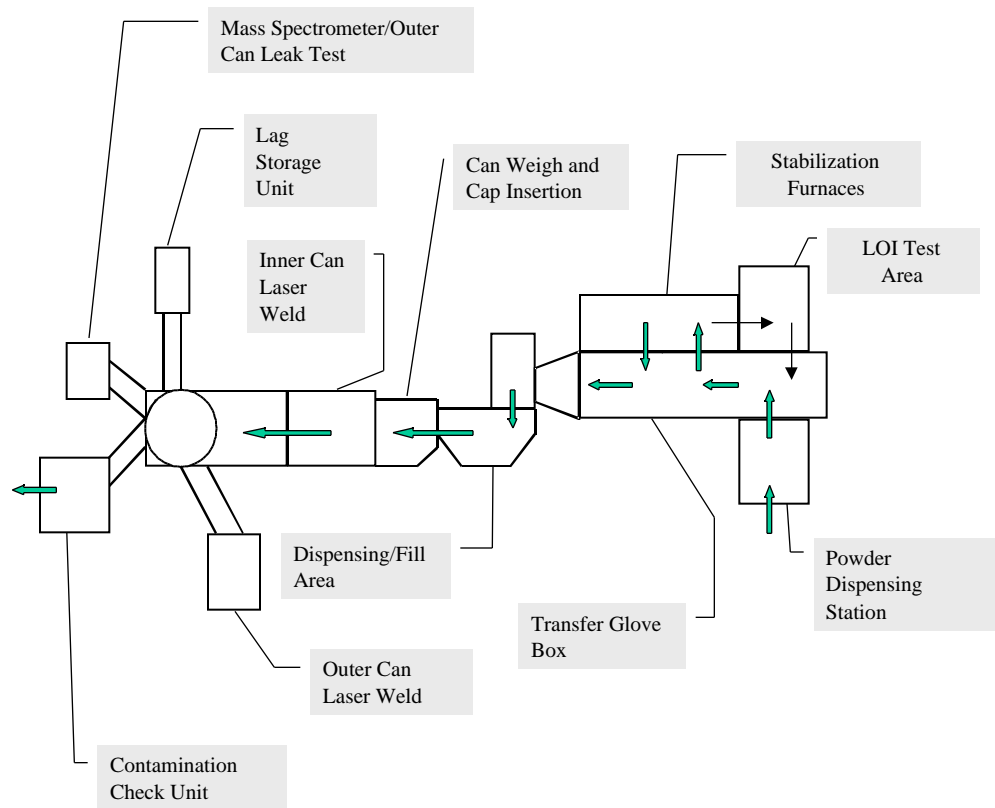 Mass Spectrometer/Outer
Can Leak Test
Lag
Storage
Unit
Can Weigh and
Cap Insertion
Stabilization
Furnaces
Inner Can
Laser
Weld
LOI Test
Area
Dispensing/Fill
Area
Powder
Dispensing
Station
Transfer Glove
Box
Outer Can
Laser Weld
Contamination
Check Unit